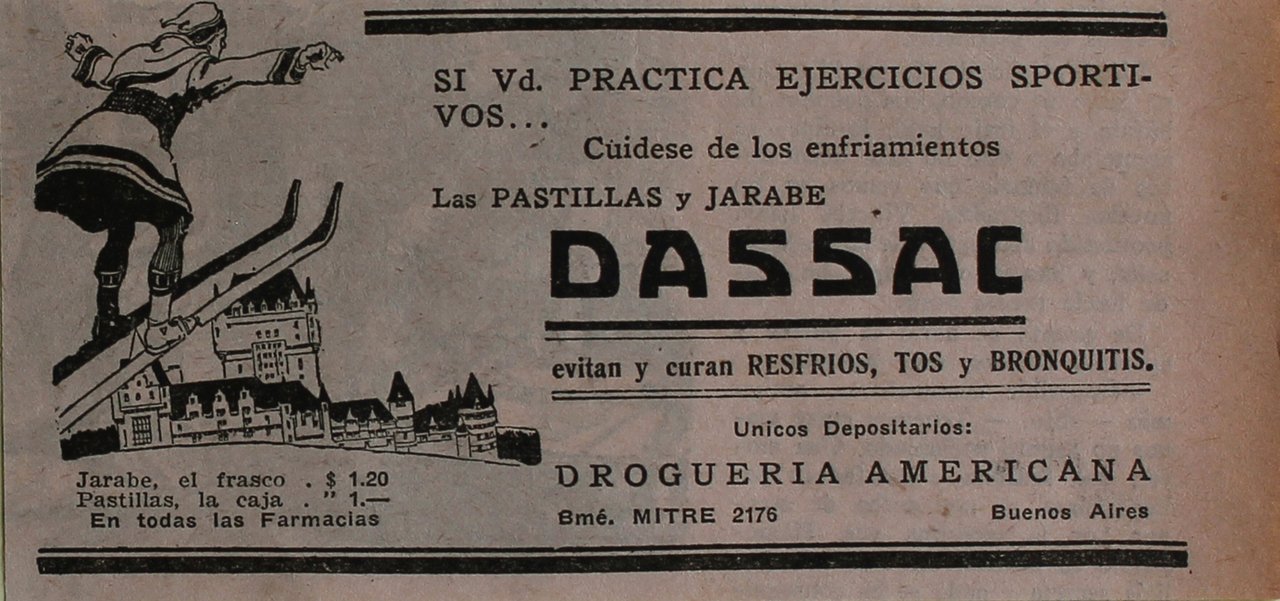 SI Vd. PRACTICA EJERCICIOS SPORTI-
VOS...
Cùidese de los enfriamientos
Las PASTILLAS y JARABE
DASSAC
evitan y curan RESFRIOS, TOS y BRONQUITIS.
Unicos Depositarios:
DROGUERIA AMERICANA
Bmé. MITRE 2176 Buenos Aires
Jarabe, el frasco . $ 1.20
Pastillas, la caja . " 1.—
En todas las Farmacias